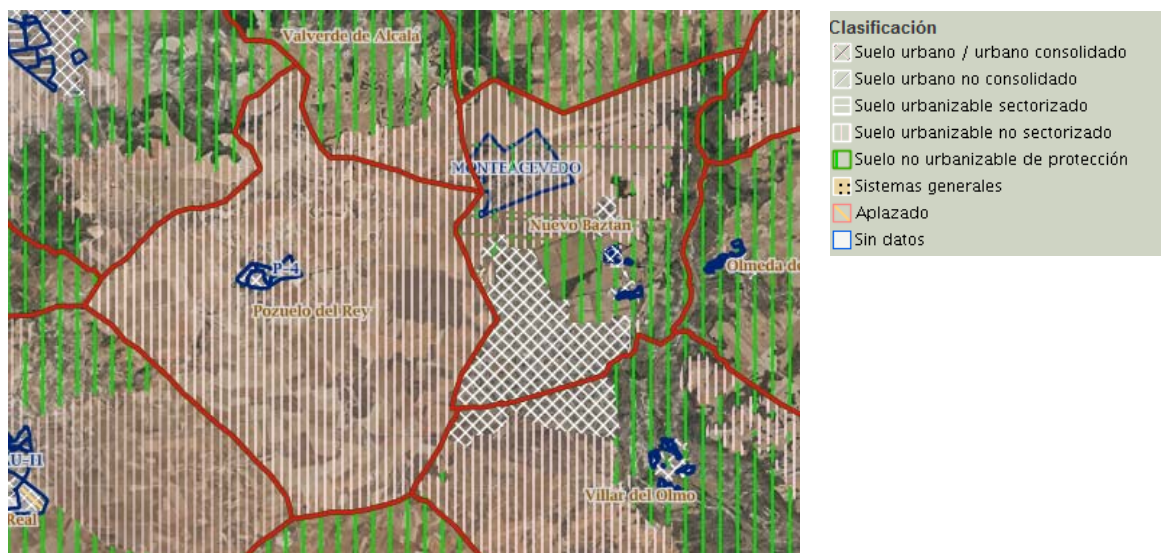 Valverde de Alcalá
MONTEACEVEDO
Nuevo Baztán
Olmeda de
P-4
Pozuelo del Rey
U-11
Real
Villar del Olmo
Clasificación
Suelo urbano / urbano consolidado
Suelo urbano no consolidado
Suelo urbanizable sectorizado
Suelo urbanizable no sectorizado
Suelo no urbanizable de protección
Sistemas generales
Aplazado
Sin datos